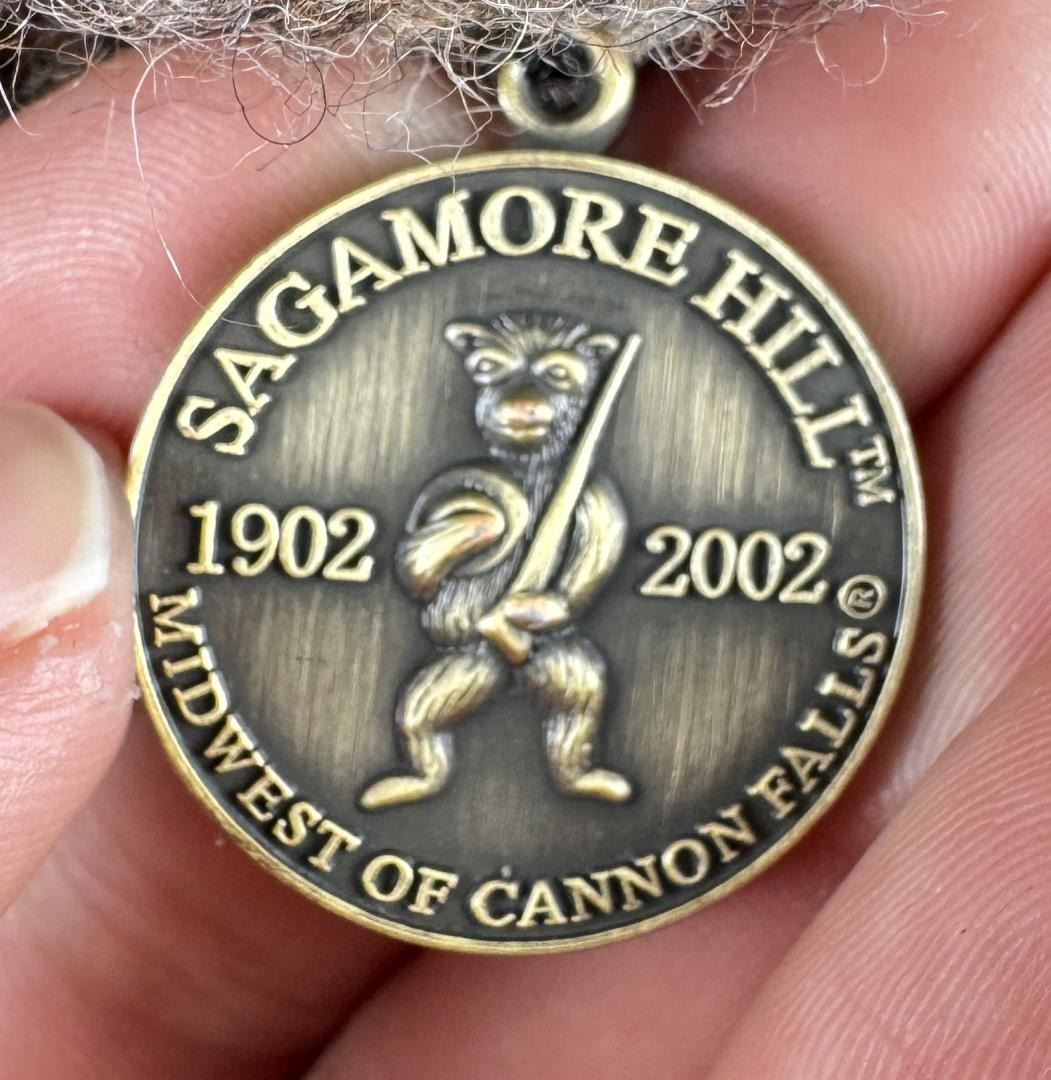 SAGAMORE HILL™
1902 2002
MIDWEST OF CANNON FALLS®